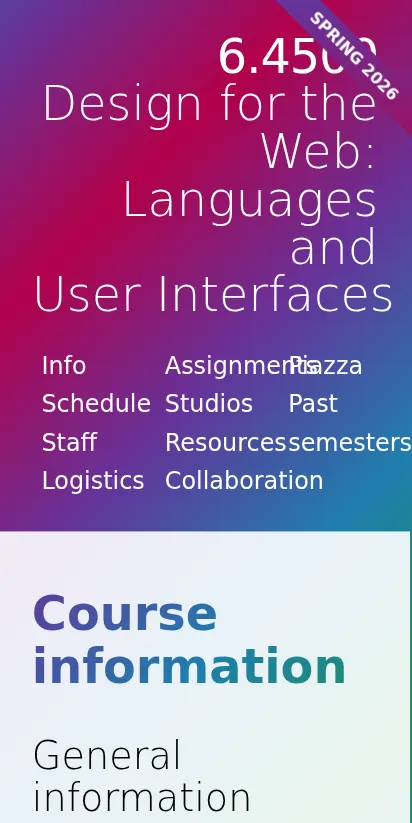 SPRING 2026
6.4500
Design for the
Web:
Languages
and
User Interfaces
Info
Schedule
Staff
Logistics
Assignments
Studios
Resources
Collaboration
Piazza
Past
semesters
Course
information
General
information